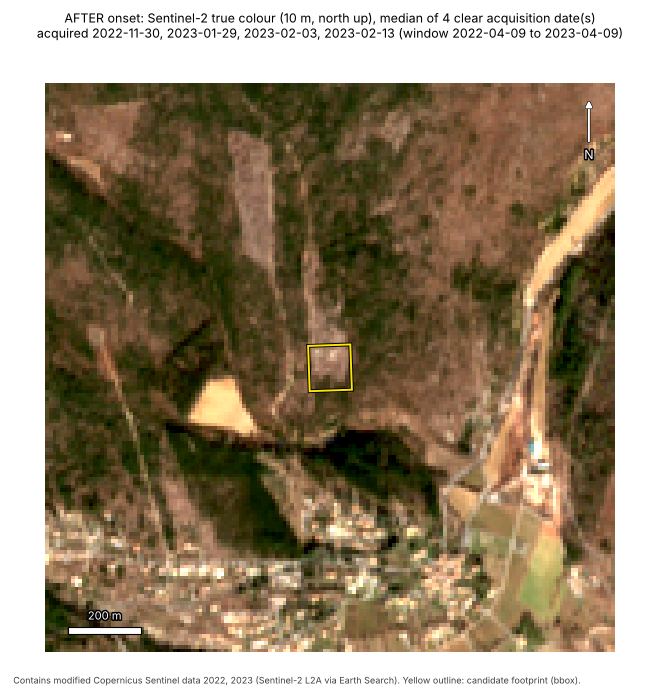 AFTER onset: Sentinel-2 true colour (10 m, north up), median of 4 clear acquisition date(s)
acquired 2022-11-30, 2023-01-29, 2023-02-03, 2023-02-13 (window 2022-04-09 to 2023-04-09)
N
200 m
Contains modified Copernicus Sentinel data 2022, 2023 (Sentinel-2 L2A via Earth Search). Yellow outline: candidate footprint (bbox).